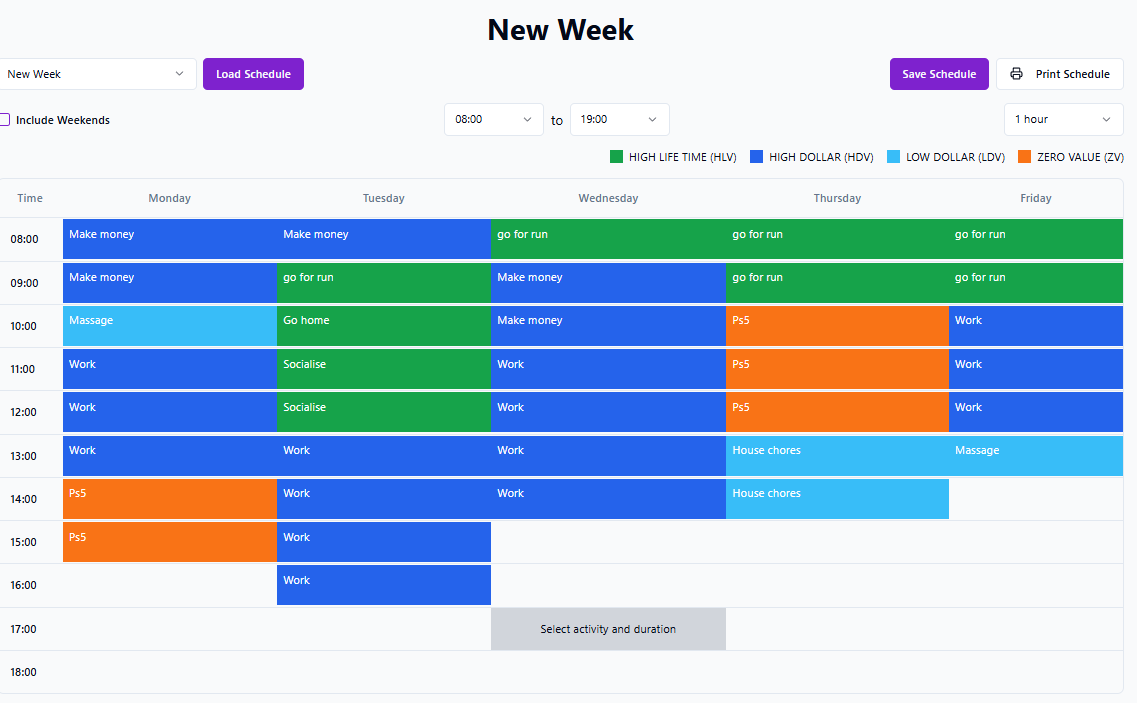 New Week
New Week Load Schedule Save Schedule Print Schedule
Include Weekends 08:00 to 19:00 1 hour
HIGH LIFE TIME (HLV) HIGH DOLLAR (HDV) LOW DOLLAR (LDV) ZERO VALUE (ZV)
Time Monday Tuesday Wednesday Thursday Friday
08:00 Make money Make money go for run go for run go for run
09:00 Make money go for run Make money go for run go for run
10:00 Massage Go home Make money Ps5 Work
11:00 Work Socialise Work Ps5 Work
12:00 Work Socialise Work Ps5 Work
13:00 Work Work Work House chores Massage
14:00 Ps5 Work Work House chores
15:00 Ps5 Work
16:00 Work
17:00 Select activity and duration
18:00